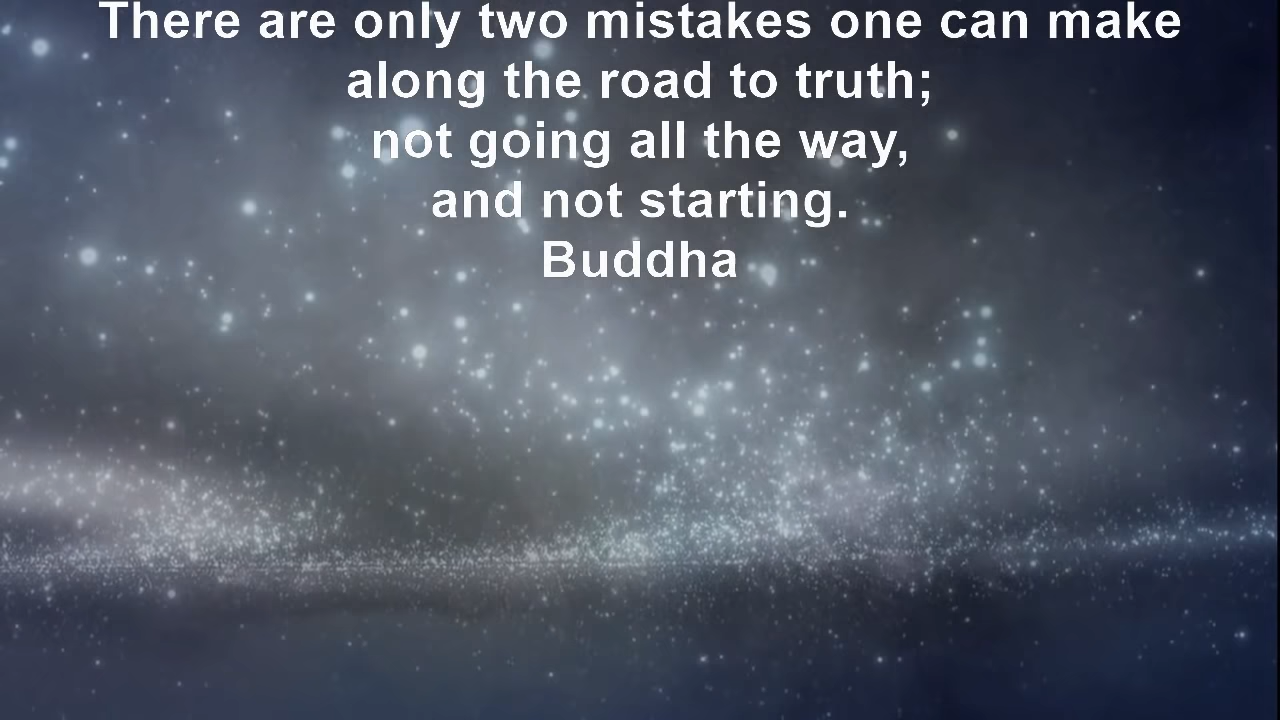 There are only two mistakes one can make
along the road to truth;
not going all the way,
and not starting.
Buddha